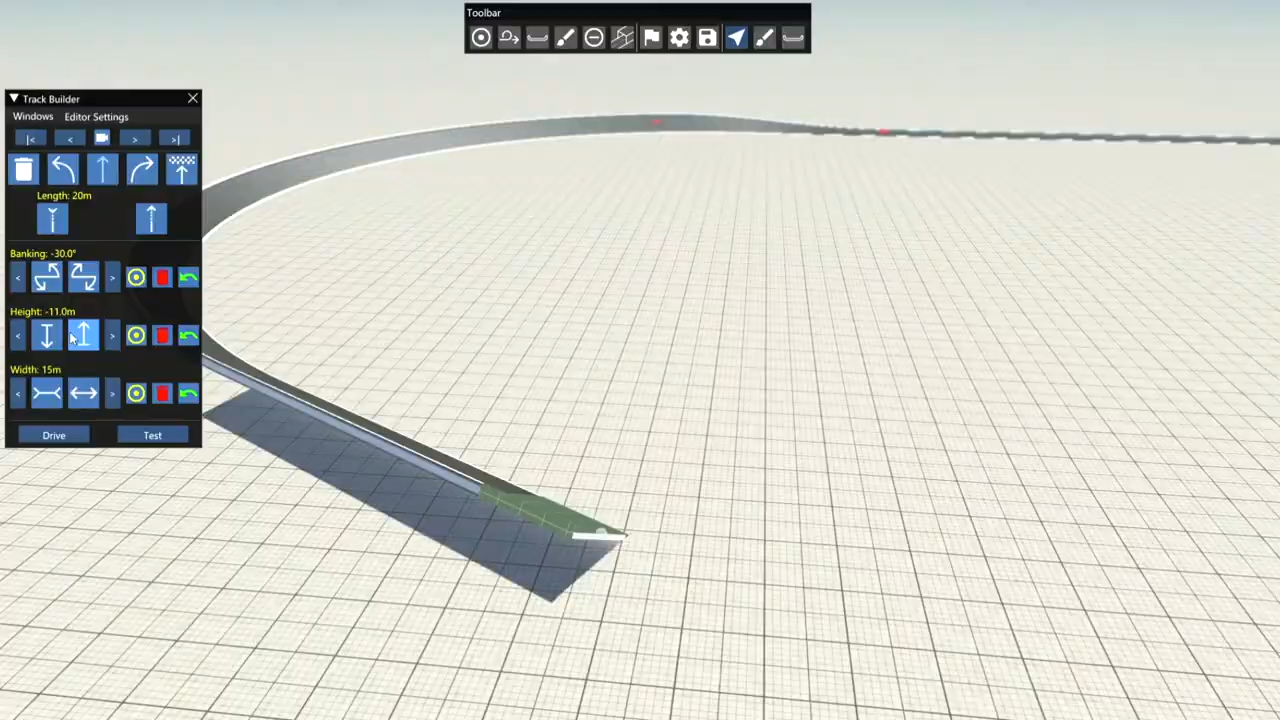 Toolbar
Track Builder
Windows Editor Settings
|< < > >|
Length: 20m
Banking: -30.0°
< >
Height: -11.0m
< >
Width: 15m
< >
Drive Test